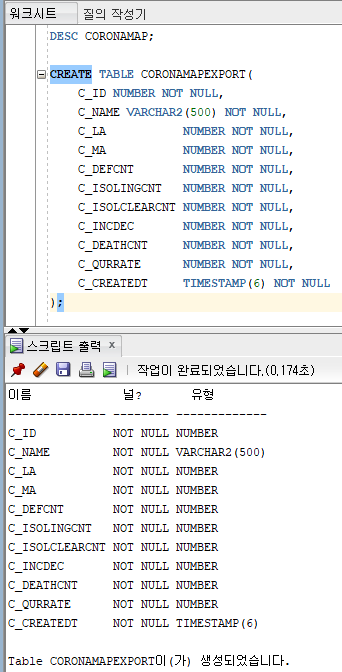 워크시트 질의 작성기
DESC CORONAMAP;
CREATE TABLE CORONAMAPEXPORT(
C_ID NUMBER NOT NULL,
C_NAME VARCHAR2(500) NOT NULL,
C_LA NUMBER NOT NULL,
C_MA NUMBER NOT NULL,
C_DEFCNT NUMBER NOT NULL,
C_ISOLINGCNT NUMBER NOT NULL,
C_ISOLCLEARCNT NUMBER NOT NULL,
C_INCDEC NUMBER NOT NULL,
C_DEATHCNT NUMBER NOT NULL,
C_QURRATE NUMBER NOT NULL,
C_CREATEDT TIMESTAMP(6) NOT NULL
);
스크립트 출력 x
작업이 완료되었습니다.(0,174초)
이름 널? 유형
-------------- -------- -------------
C_ID NOT NULL NUMBER
C_NAME NOT NULL VARCHAR2(500)
C_LA NOT NULL NUMBER
C_MA NOT NULL NUMBER
C_DEFCNT NOT NULL NUMBER
C_ISOLINGCNT NOT NULL NUMBER
C_ISOLCLEARCNT NOT NULL NUMBER
C_INCDEC NOT NULL NUMBER
C_DEATHCNT NOT NULL NUMBER
C_QURRATE NOT NULL NUMBER
C_CREATEDT NOT NULL TIMESTAMP(6)
Table CORONAMAPEXPORT이(가) 생성되었습니다.